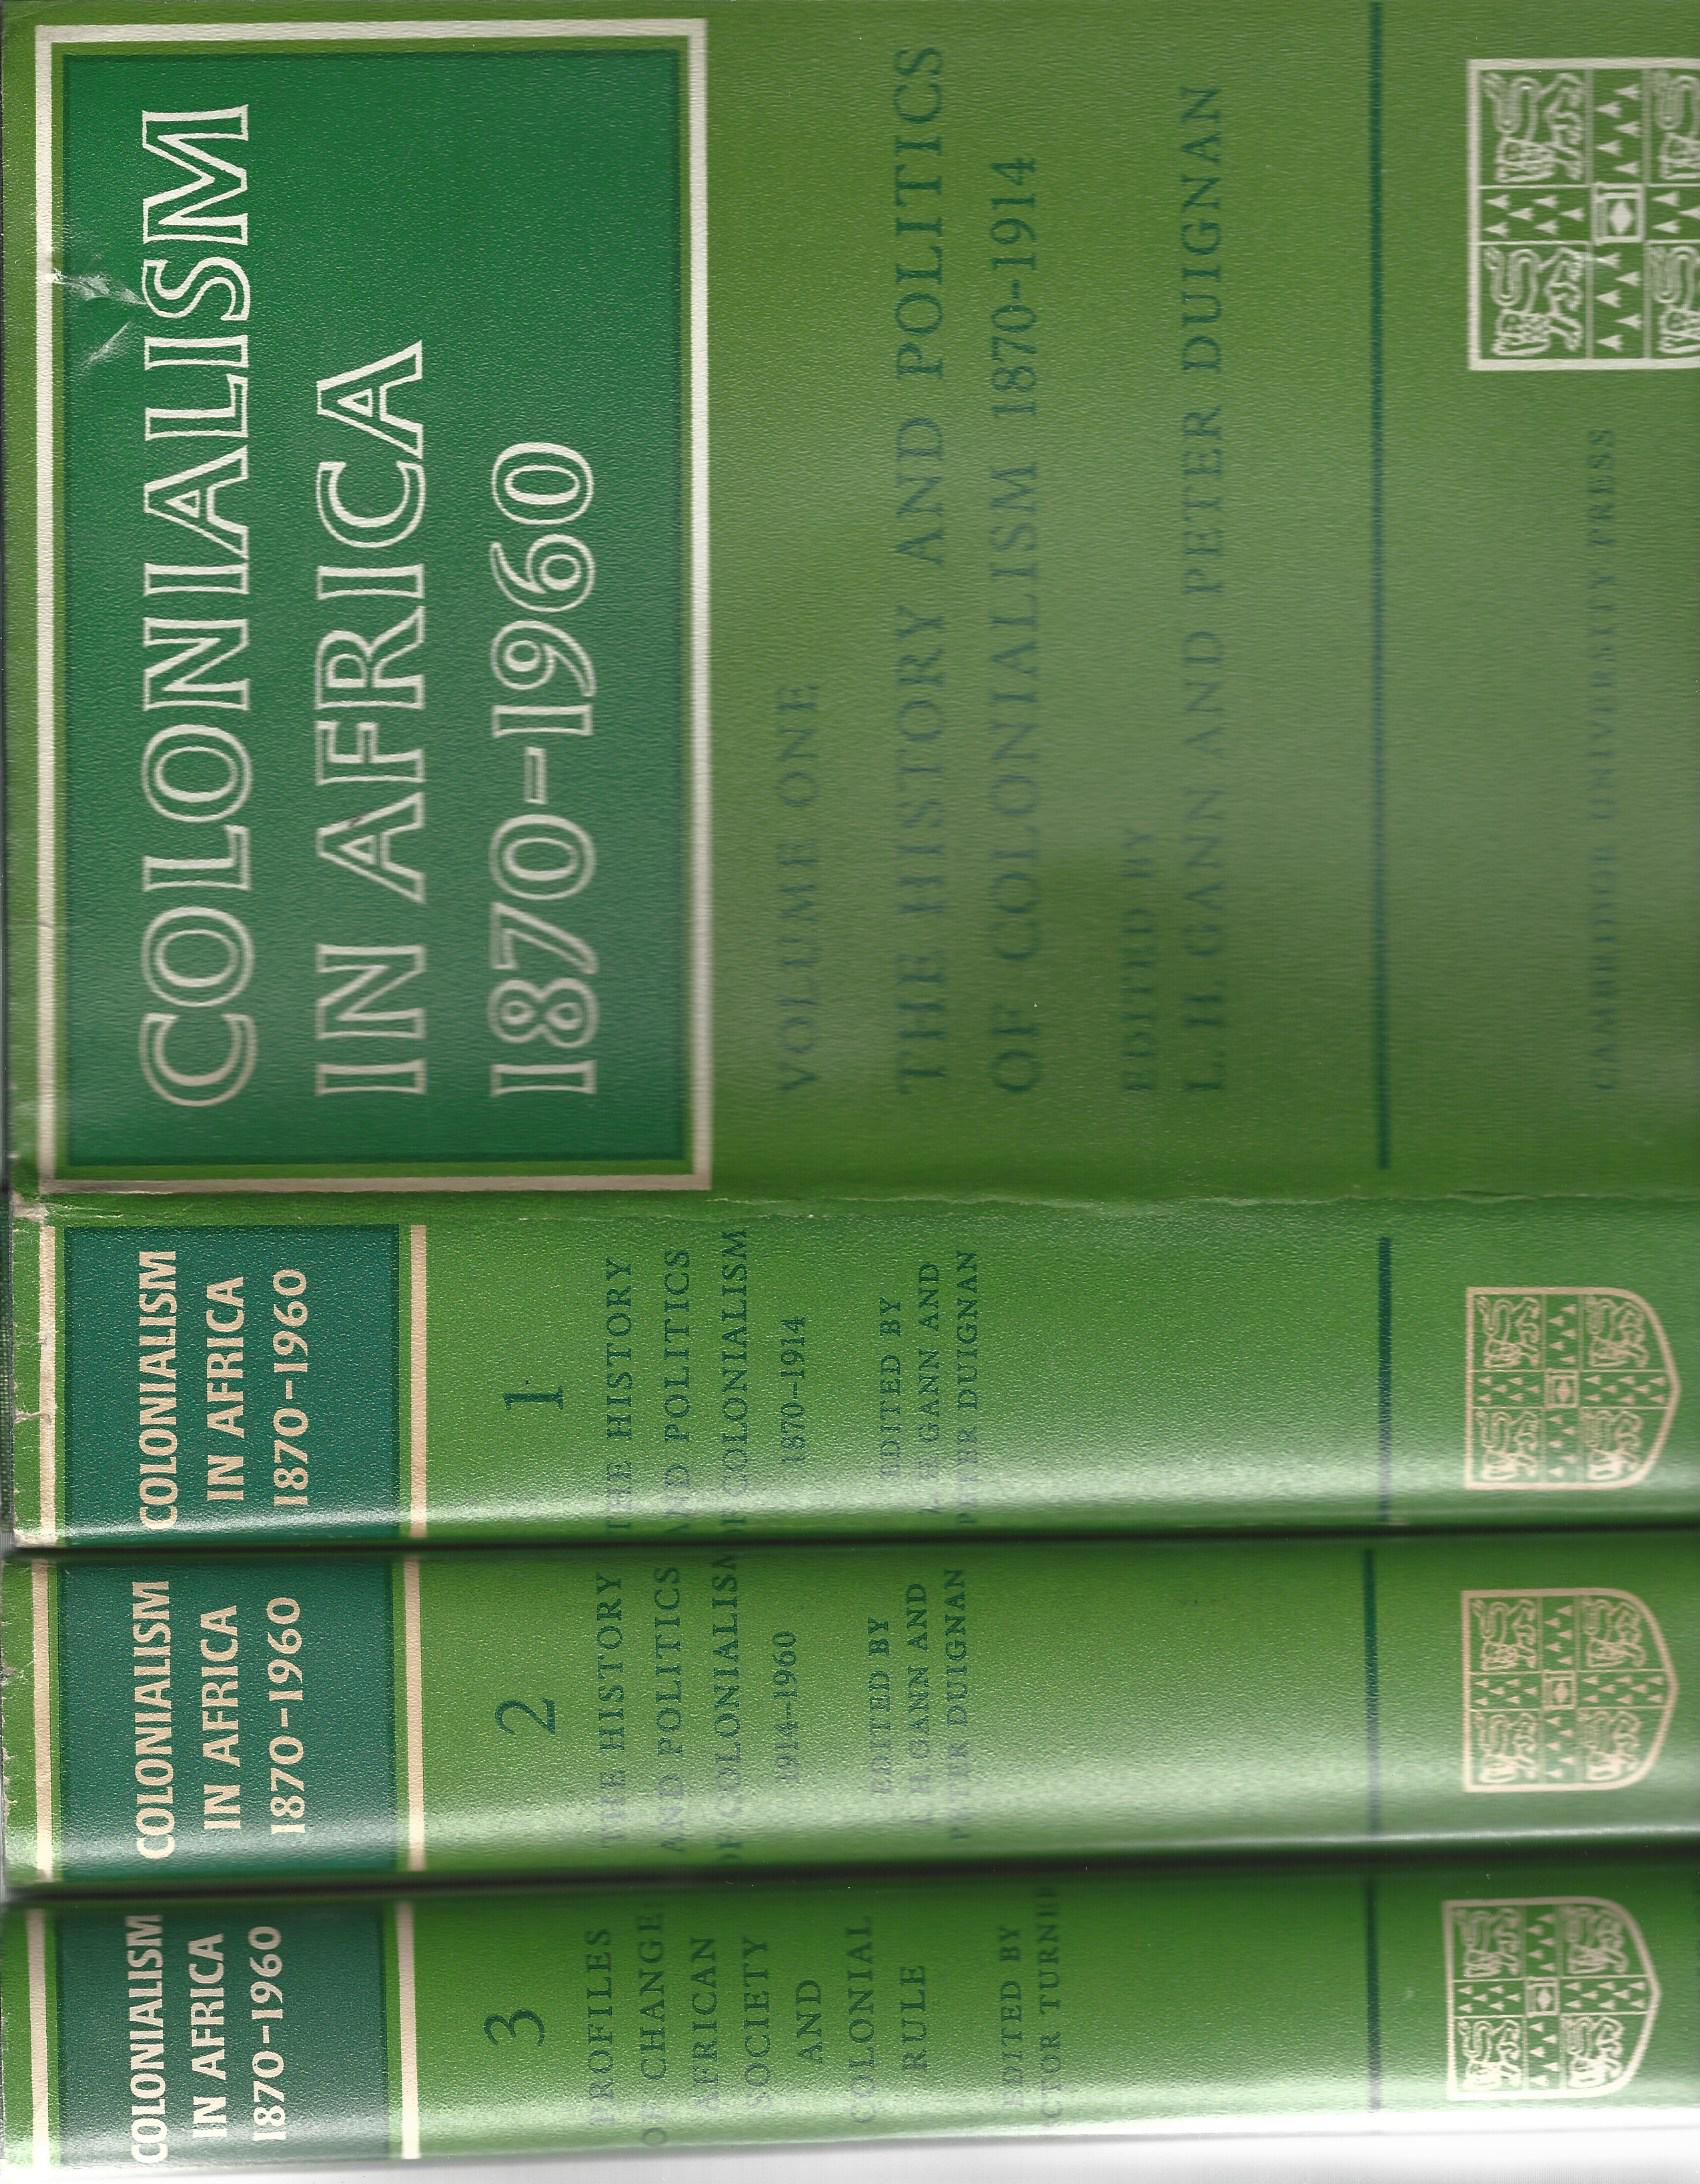 COLONIALISM
IN AFRICA
1870-1960
VOLUME ONE
THE HISTORY AND POLITICS
OF COLONIALISM 1870-1914
EDITED BY
L. H. GANN AND PETER DUIGNAN
CAMBRIDGE UNIVERSITY PRESS
COLONIALISM
IN AFRICA
1870-1960
1
THE HISTORY
AND POLITICS
OF COLONIALISM
1870-1914
EDITED BY
GANN AND
PETER DUIGNAN
COLONIALISM
IN AFRICA
1870-1960
2
THE HISTORY
AND POLITICS
OF COLONIALISM
1914-1960
EDITED BY
L. H. GANN AND
PETER DUIGNAN
COLONIALISM
IN AFRICA
1870-1960
3
PROFILES
OF CHANGE
AFRICAN
SOCIETY
AND
COLONIAL
RULE
EDITED BY
CTOR TURNE